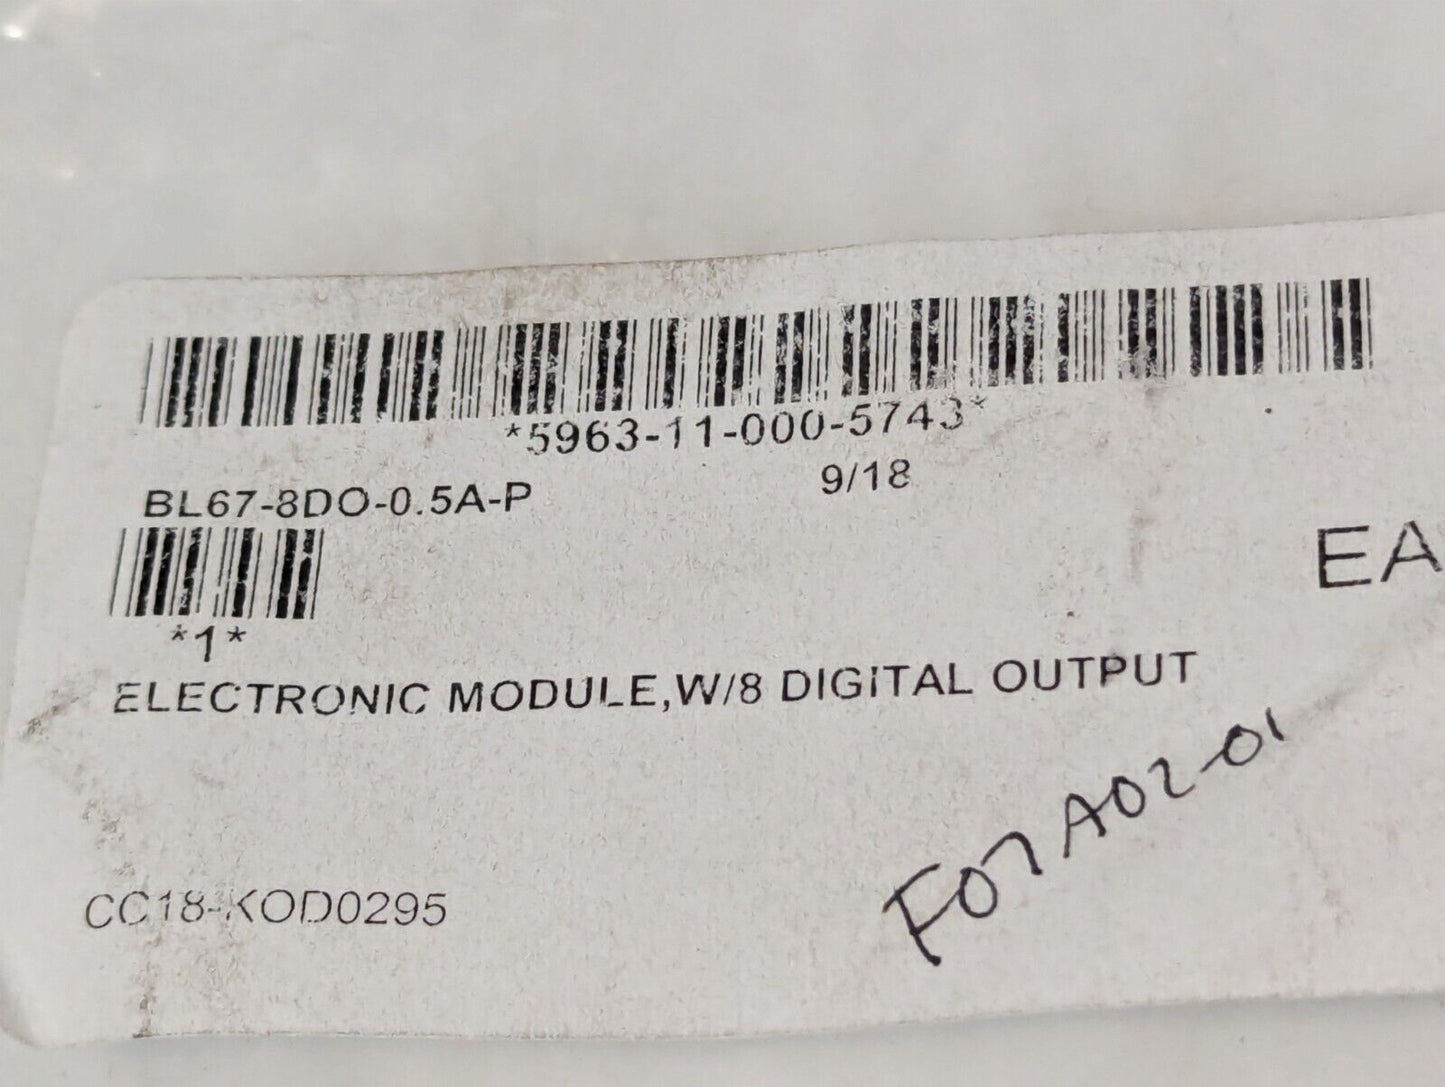 *5963-11-000-5743*
BL67-8DO-0.5A-P
9/18
EA
*1*
ELECTRONIC MODULE,W/8 DIGITAL OUTPUT
F07A02-01
CC18-KOD0295